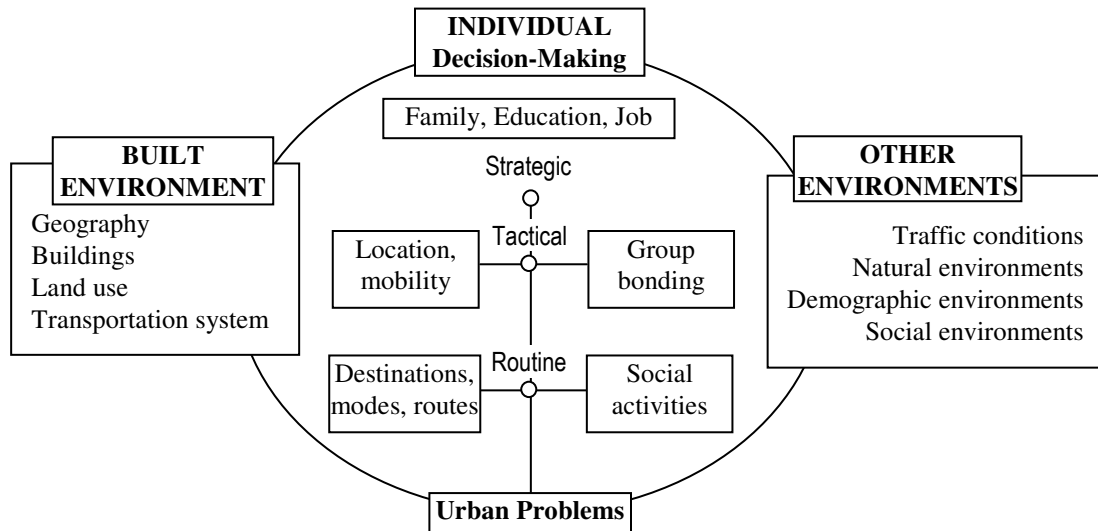 INDIVIDUAL
Decision-Making
Family, Education, Job
BUILT
ENVIRONMENT
Geography
Buildings
Land use
Transportation system
Strategic
Tactical
Location,
mobility
Group
bonding
Routine
Destinations,
modes, routes
Social
activities
OTHER
ENVIRONMENTS
Traffic conditions
Natural environments
Demographic environments
Social environments
Urban Problems